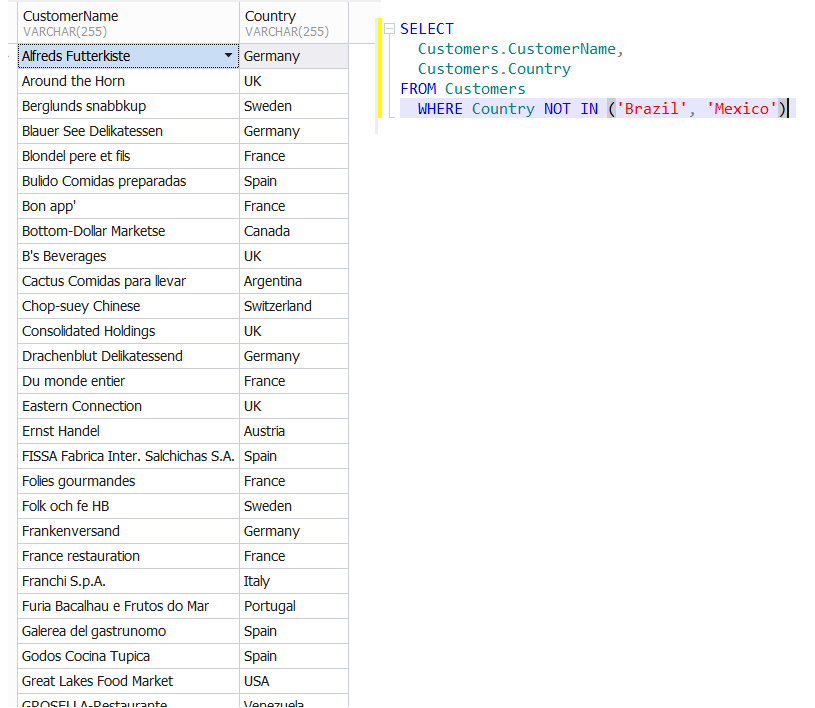 CustomerName Country
VARCHAR(255) VARCHAR(255)
Alfreds Futterkiste Germany
Around the Horn UK
Berglunds snabbkup Sweden
Blauer See Delikatessen Germany
Blondel pere et fils France
Bulido Comidas preparadas Spain
Bon app' France
Bottom-Dollar Marketse Canada
B's Beverages UK
Cactus Comidas para llevar Argentina
Chop-suey Chinese Switzerland
Consolidated Holdings UK
Drachenblut Delikatessend Germany
Du monde entier France
Eastern Connection UK
Ernst Handel Austria
FISSA Fabrica Inter. Salchichas S.A. Spain
Folies gourmandes France
Folk och fe HB Sweden
Frankenversand Germany
France restauration France
Franchi S.p.A. Italy
Furia Bacalhau e Frutos do Mar Portugal
Galerea del gastrunomo Spain
Godos Cocina Tupica Spain
Great Lakes Food Market USA
GROSELLA-Restaurante Venezuela
SELECT
Customers.CustomerName,
Customers.Country
FROM Customers
WHERE Country NOT IN ('Brazil', 'Mexico')